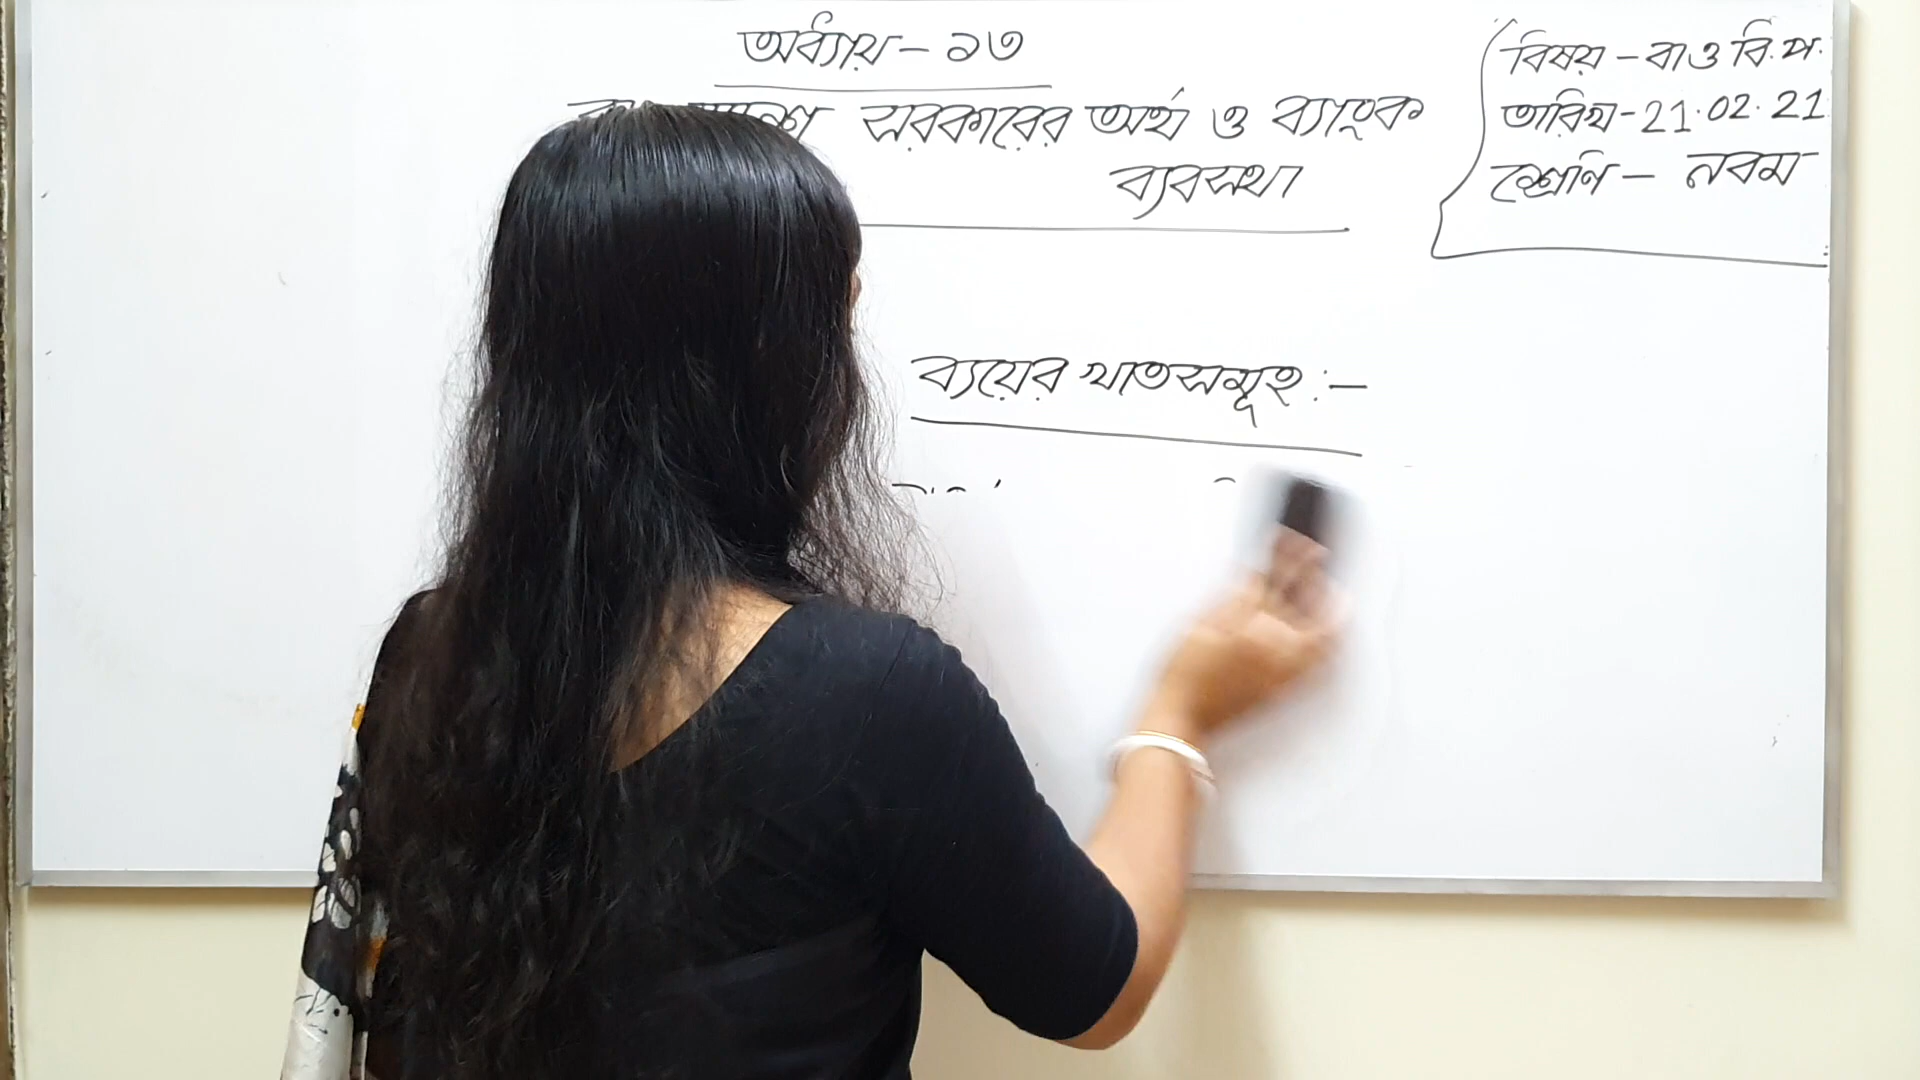 অধ্যায় - ১৩
সরকারের অর্থ ও ব্যাংক
ব্যবস্থা
বিষয় - বা ও বি. প.
তারিখ - 21.02.21
শ্রেণি - নবম
ব্যয়ের খাতসমূহ :-